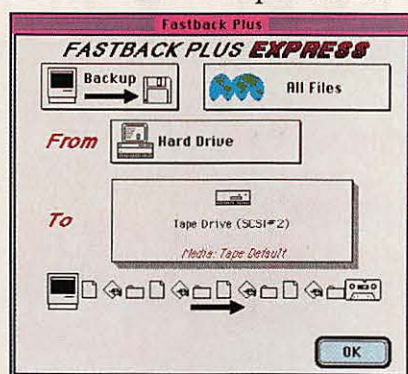 Fastback Plus
FASTBACK PLUS EXPRESS
Backup
All Files
From
Hard Drive
To
Tape Drive (SCSI#2)
Media: Tape Default
OK